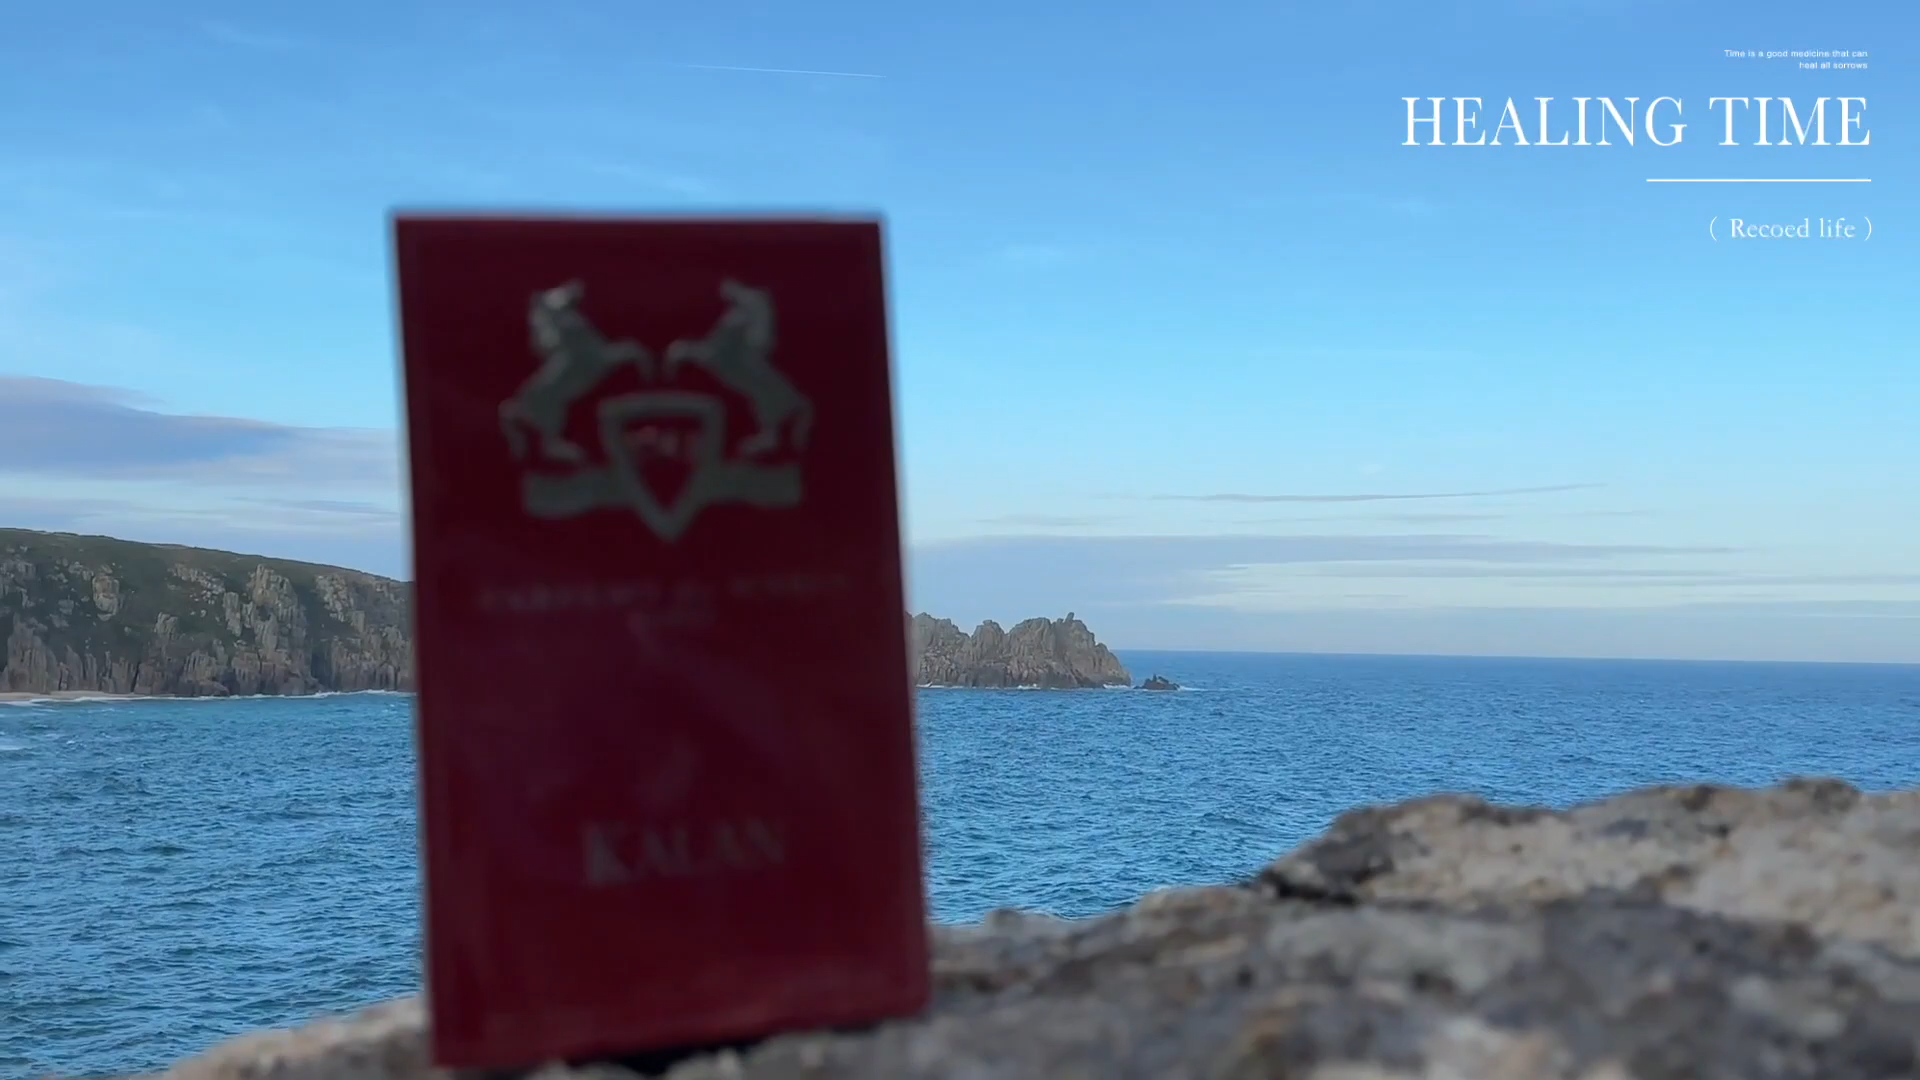 Time is a good medicine that can
heal all sorrows
HEALING TIME
( Recoed life )
KALAN